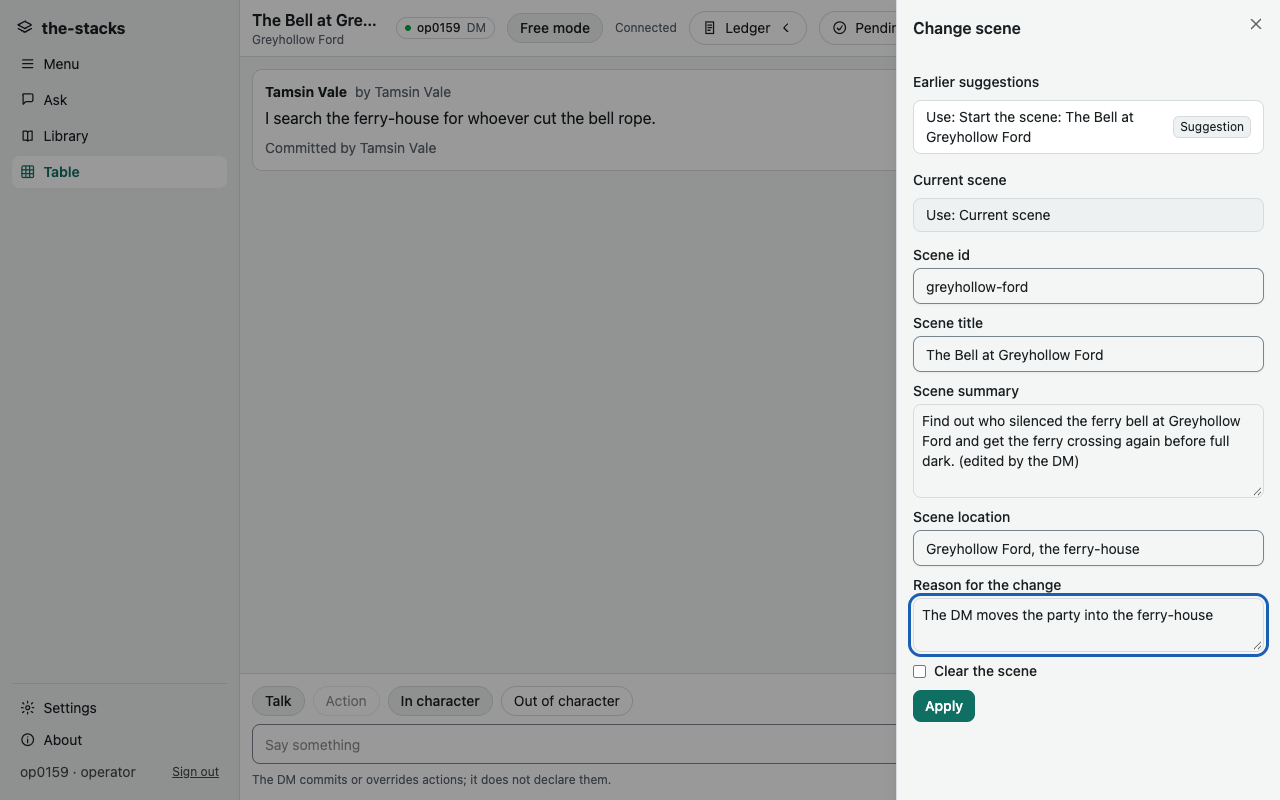 the-stacks
Menu
Ask
Library
Table
Settings
About
op0159 · operator
Sign out
The Bell at Gre...
Greyhollow Ford
op0159 DM
Free mode
Connected
Ledger
Pendin
Tamsin Vale by Tamsin Vale
I search the ferry-house for whoever cut the bell rope.
Committed by Tamsin Vale
Talk
Action
In character
Out of character
Say something
The DM commits or overrides actions; it does not declare them.
Change scene
Earlier suggestions
Use: Start the scene: The Bell at
Greyhollow Ford
Suggestion
Current scene
Use: Current scene
Scene id
greyhollow-ford
Scene title
The Bell at Greyhollow Ford
Scene summary
Find out who silenced the ferry bell at Greyhollow
Ford and get the ferry crossing again before full
dark. (edited by the DM)
Scene location
Greyhollow Ford, the ferry-house
Reason for the change
The DM moves the party into the ferry-house
Clear the scene
Apply